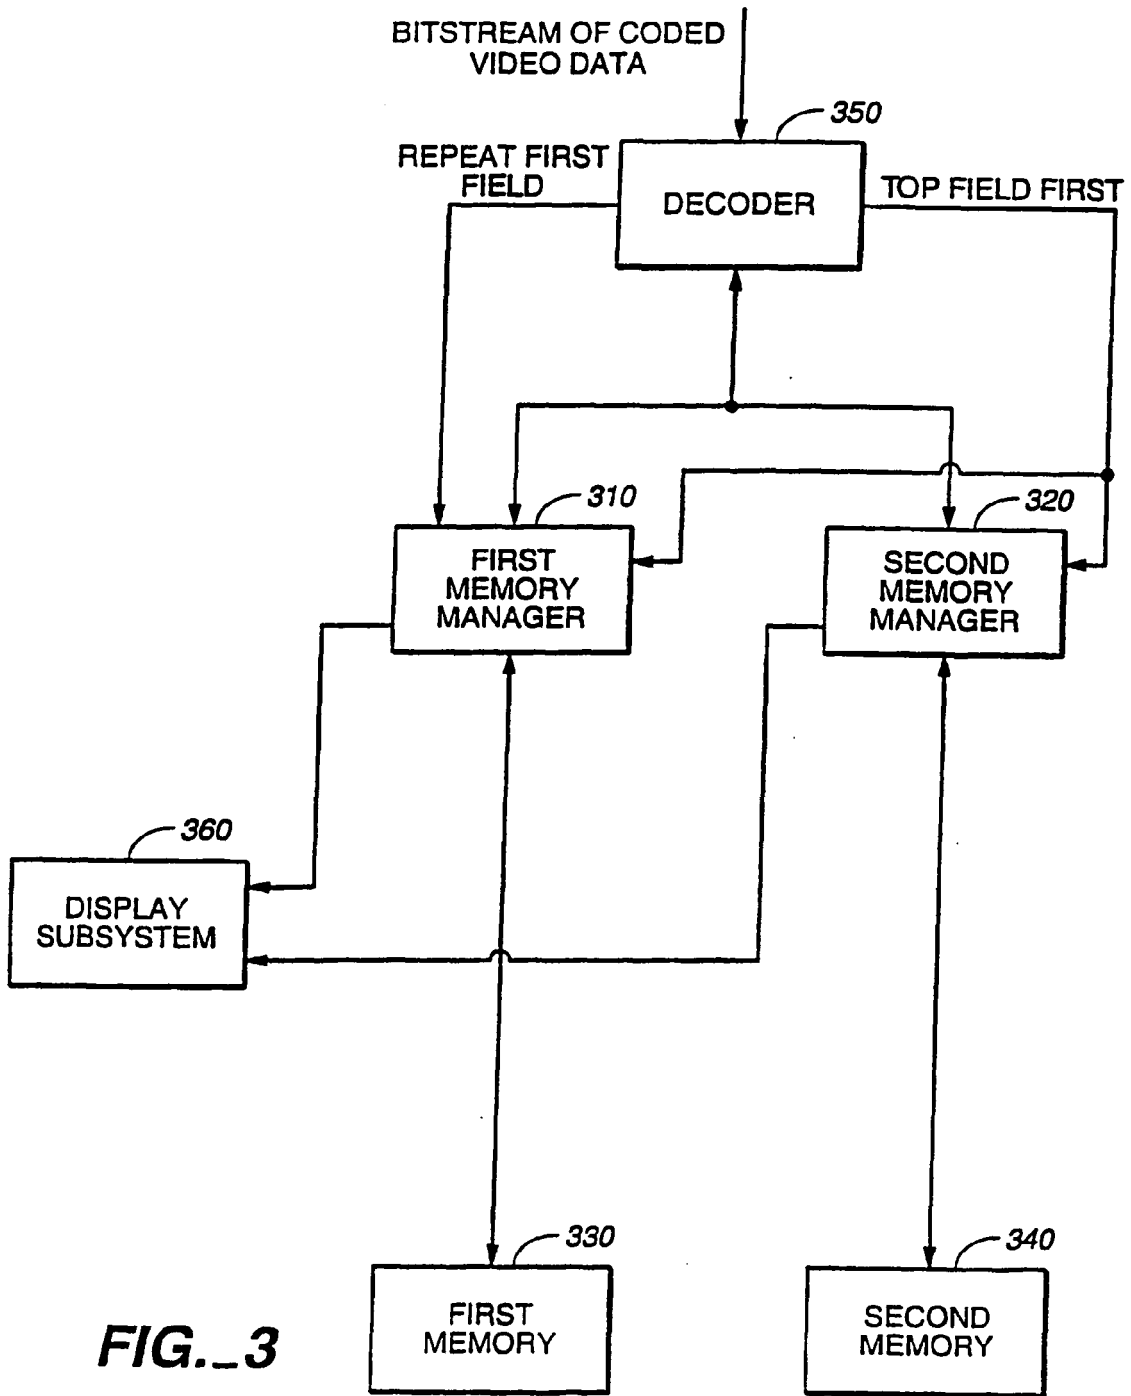 BITSTREAM OF CODED
VIDEO DATA
350
REPEAT FIRST
FIELD
DECODER
TOP FIELD FIRST
310
320
FIRST
MEMORY
MANAGER
SECOND
MEMORY
MANAGER
360
DISPLAY
SUBSYSTEM
330
340
FIRST
MEMORY
SECOND
MEMORY
FIG._3